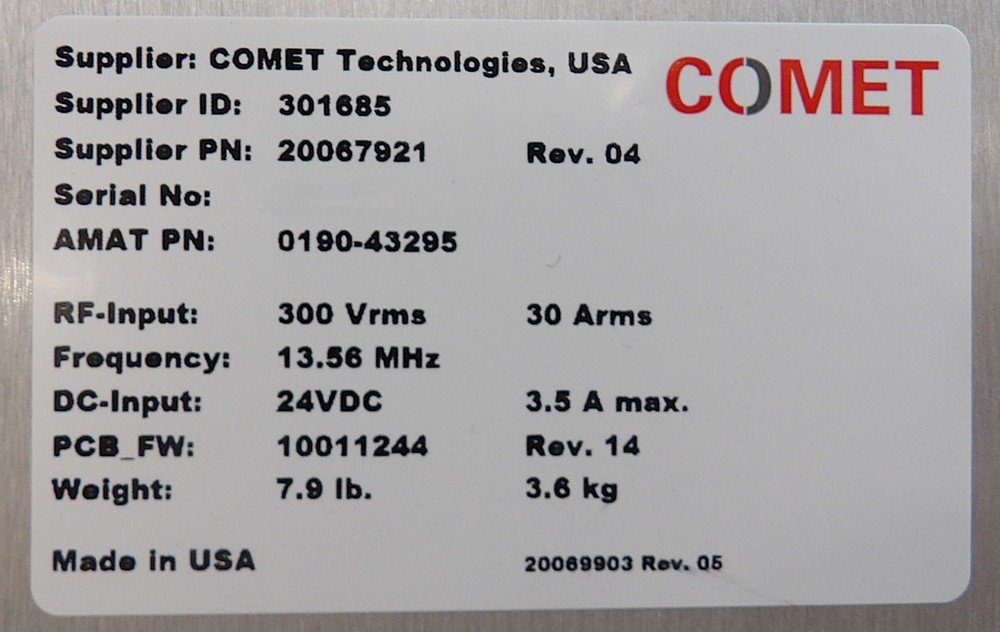 Supplier: COMET Technologies, USA
COMET
Supplier ID: 301685
Supplier PN: 20067921 Rev. 04
Serial No:
AMAT PN: 0190-43295
RF-Input: 300 Vrms 30 Arms
Frequency: 13.56 MHz
DC-Input: 24VDC 3.5 A max.
PCB_FW: 10011244 Rev. 14
Weight: 7.9 lb. 3.6 kg
Made in USA 20069903 Rev. 05